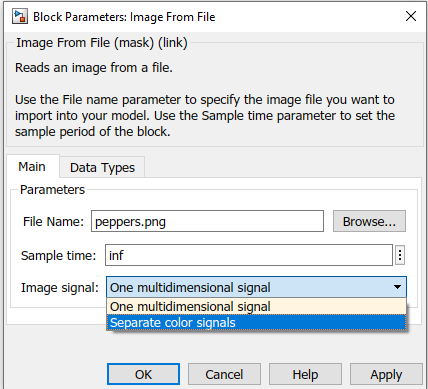 Block Parameters: Image From File
Image From File (mask) (link)
Reads an image from a file.
Use the File name parameter to specify the image file you want to
import into your model. Use the Sample time parameter to set the
sample period of the block.
Main Data Types
Parameters
File Name: peppers.png Browse...
Sample time: inf
Image signal: One multidimensional signal
One multidimensional signal
Separate color signals
OK Cancel Help Apply